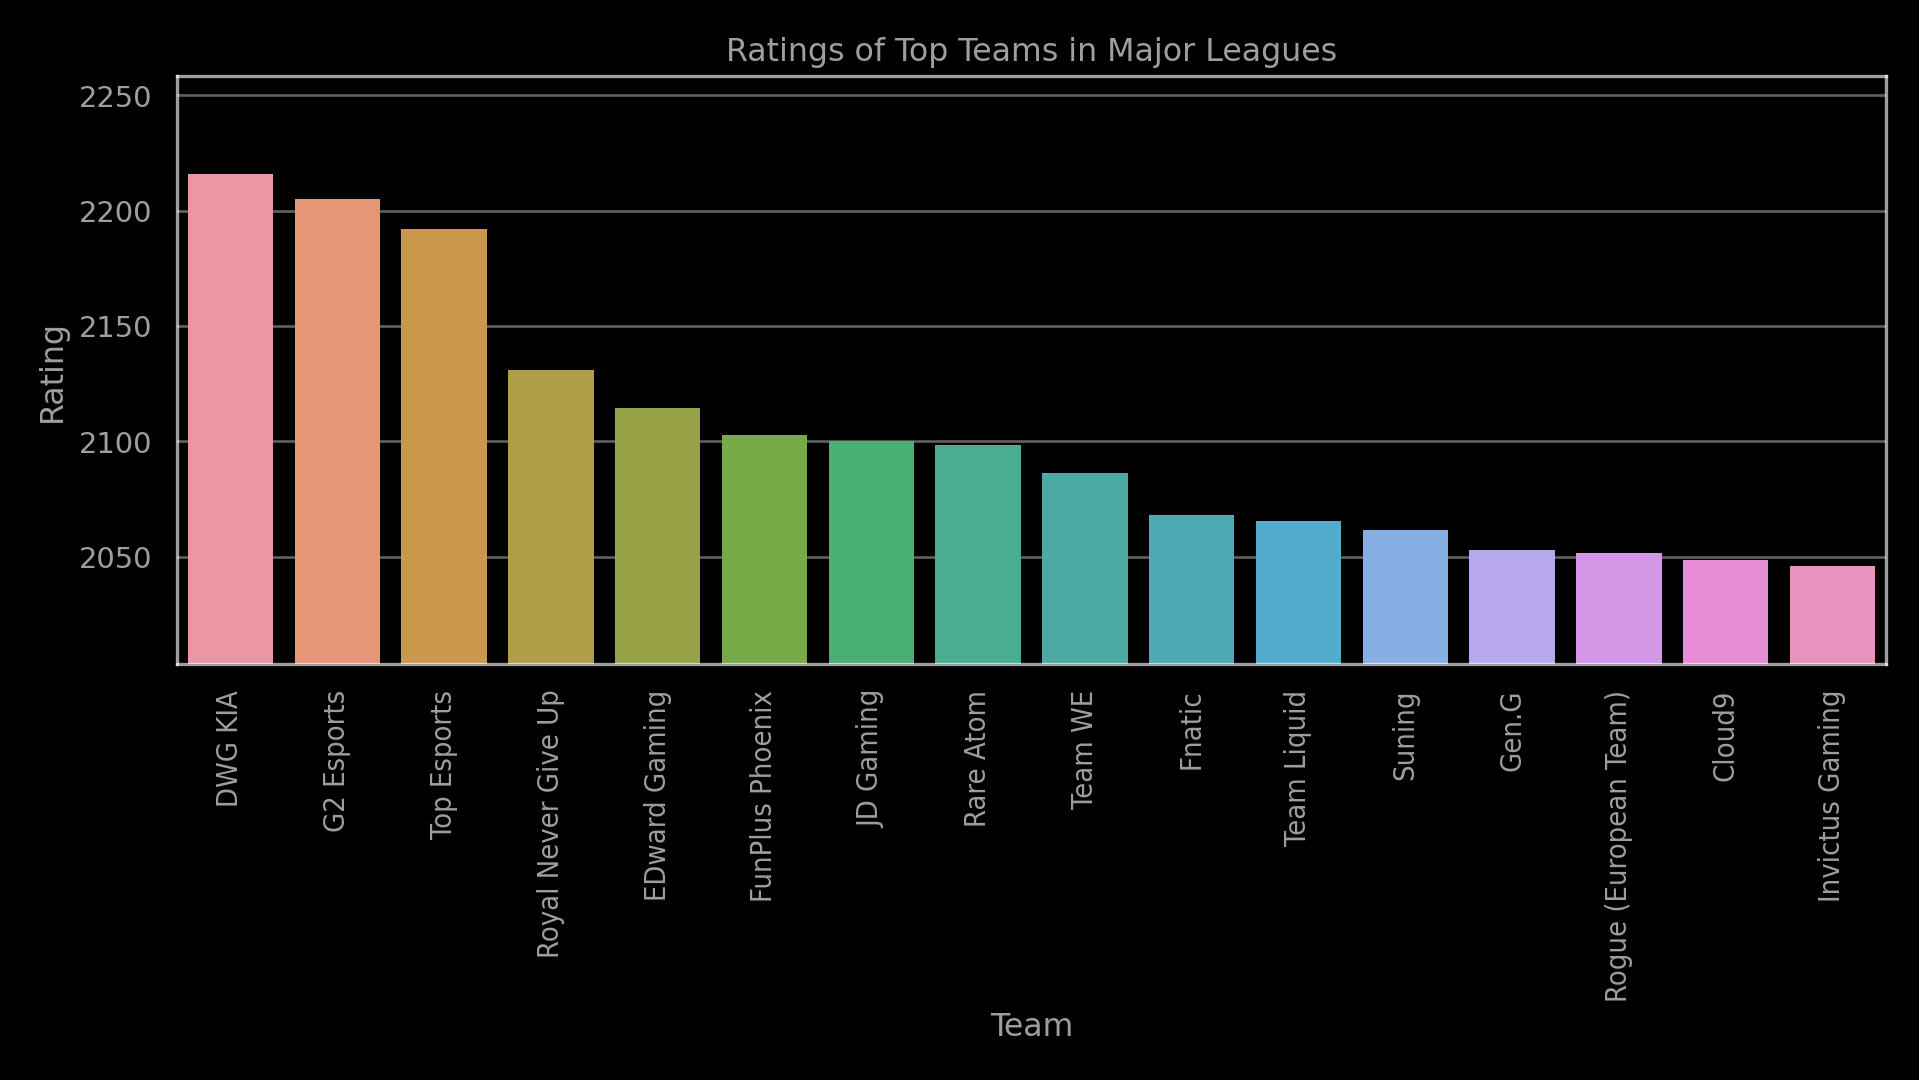 Ratings of Top Teams in Major Leagues
Rating
2250
2200
2150
2100
2050
DWG KIA
G2 Esports
Top Esports
Royal Never Give Up
EDward Gaming
FunPlus Phoenix
JD Gaming
Rare Atom
Team WE
Fnatic
Team Liquid
Suning
Gen.G
Rogue (European Team)
Cloud9
Invictus Gaming
Team